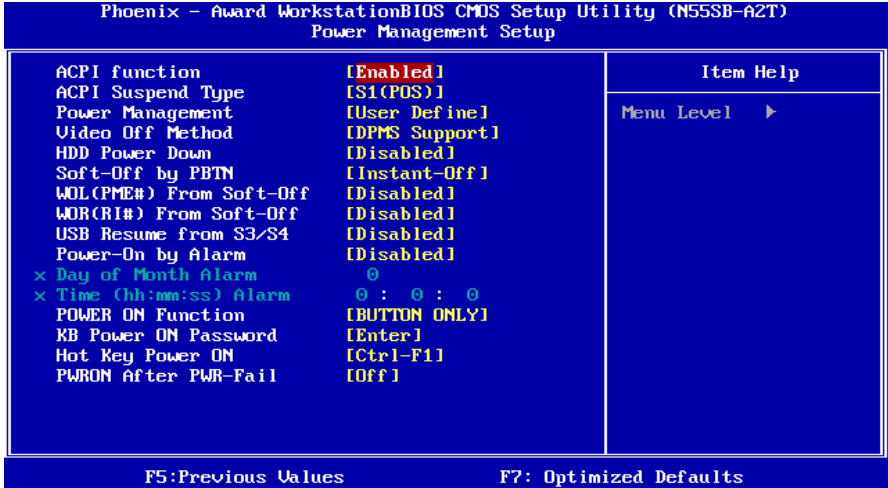 Phoenix - Award WorkstationBIOS CMOS Setup Utility (N55SB-A2T)
Power Management Setup
ACPI function [Enabled]
Item Help
ACPI Suspend Type [S1(POS)]
Power Management [User Define]
Menu Level
Video Off Method [DPMS Support]
HDD Power Down [Disabled]
Soft-Off by PBTN [Instant-Off]
WOL(PME#) From Soft-Off [Disabled]
WOR(RI#) From Soft-Off [Disabled]
USB Resume from S3/S4 [Disabled]
Power-On by Alarm [Disabled]
x Day of Month Alarm 0
x Time (hh:mm:ss) Alarm 0 : 0 : 0
POWER ON Function [BUTTON ONLY]
KB Power ON Password [Enter]
Hot Key Power ON [Ctrl-F1]
PWRON After PWR-Fail [Off]
F5:Previous Values F7: Optimized Defaults